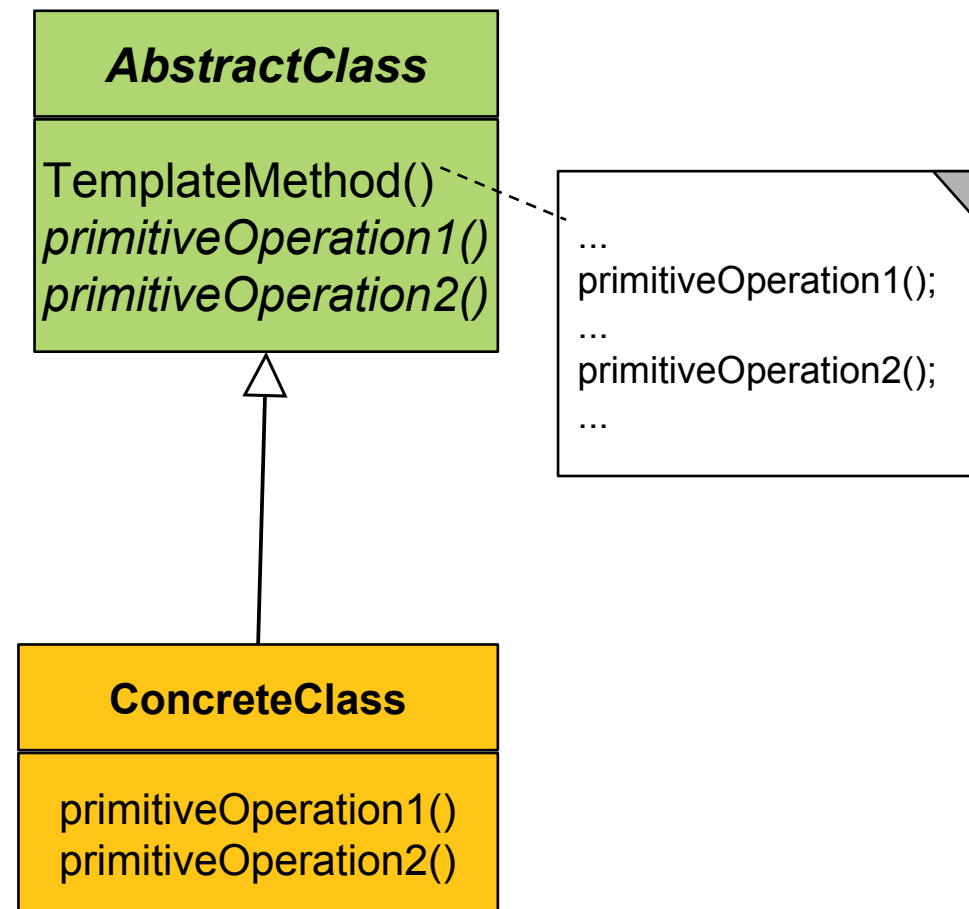 AbstractClass
TemplateMethod()
primitiveOperation1()
primitiveOperation2()
...
primitiveOperation1();
...
primitiveOperation2();
...
ConcreteClass
primitiveOperation1()
primitiveOperation2()